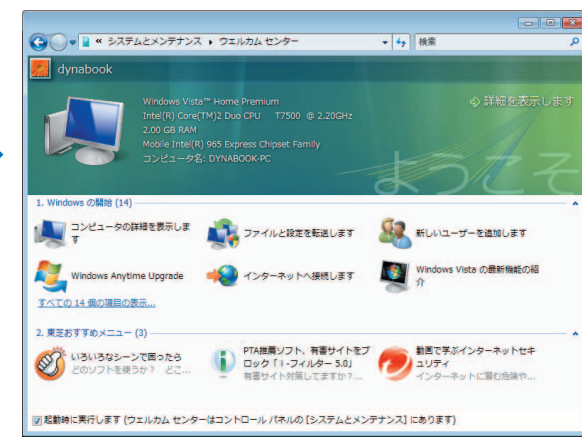 « システムとメンテナンス ▸ ウェルカム センター
検索
dynabook
Windows Vista™ Home Premium
詳細を表示します
Intel(R) Core(TM)2 Duo CPU T7500 @ 2.20GHz
2.00 GB RAM
Mobile Intel(R) 965 Express Chipset Family
コンピュータ名: DYNABOOK-PC
ようこそ
1. Windows の開始 (14)
コンピュータの詳細を表示しま
す
ファイルと設定を転送します
新しいユーザーを追加します
Windows Anytime Upgrade
インターネットへ接続します
Windows Vista の最新機能の紹
介
すべての 14 個の項目の表示...
2. 東芝おすすめメニュー (3)
いろいろなシーンで困ったら
どのソフトを使うか？ どこ...
PTA推薦ソフト、有害サイトをブ
ロック「i-フィルター 5.0」
有害サイト対策してますか？...
動画で学ぶインターネットセキ
ュリティ
インターネットに潜む危険や...
起動時に実行します (ウェルカム センターはコントロール パネルの [システムとメンテナンス] にあります)